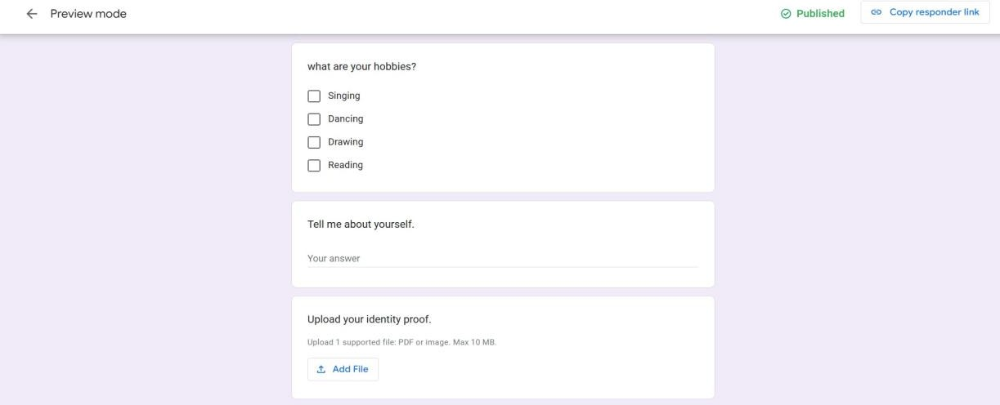 Preview mode
Published
Copy responder link
what are your hobbies?
Singing
Dancing
Drawing
Reading
Tell me about yourself.
Your answer
Upload your identity proof.
Upload 1 supported file: PDF or image. Max 10 MB.
Add File